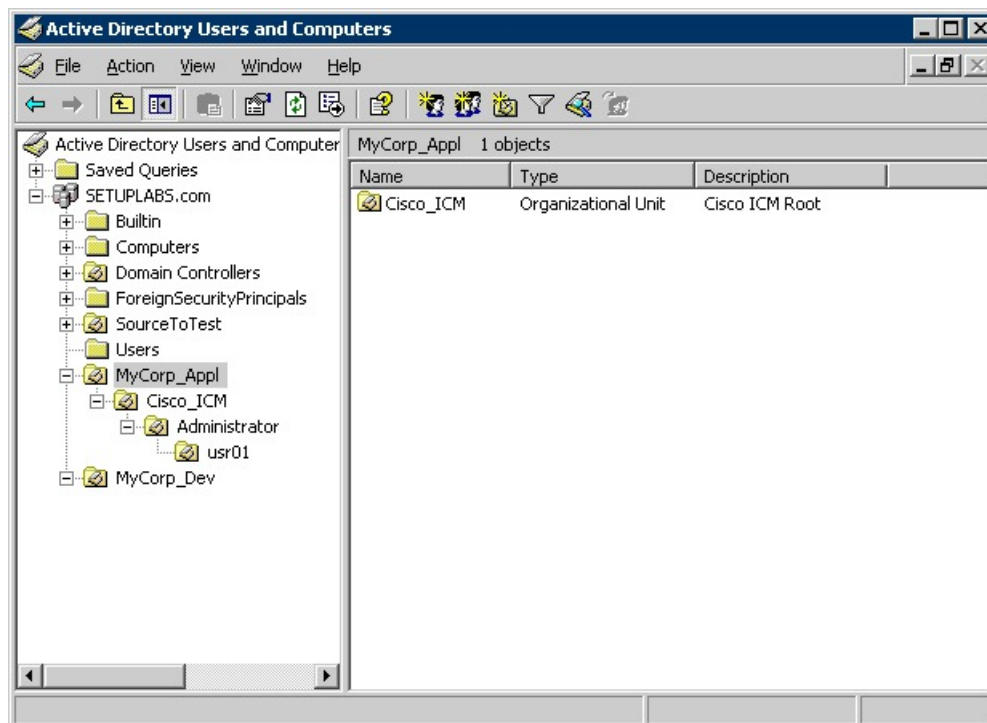 Active Directory Users and Computers
File Action View Window Help
Active Directory Users and Computer
Saved Queries
SETUPLABS.com
Builtin
Computers
Domain Controllers
ForeignSecurityPrincipals
SourceToTest
Users
MyCorp_Appl
Cisco_ICM
Administrator
usr01
MyCorp_Dev
MyCorp_Appl 1 objects
Name Type Description
Cisco_ICM Organizational Unit Cisco ICM Root